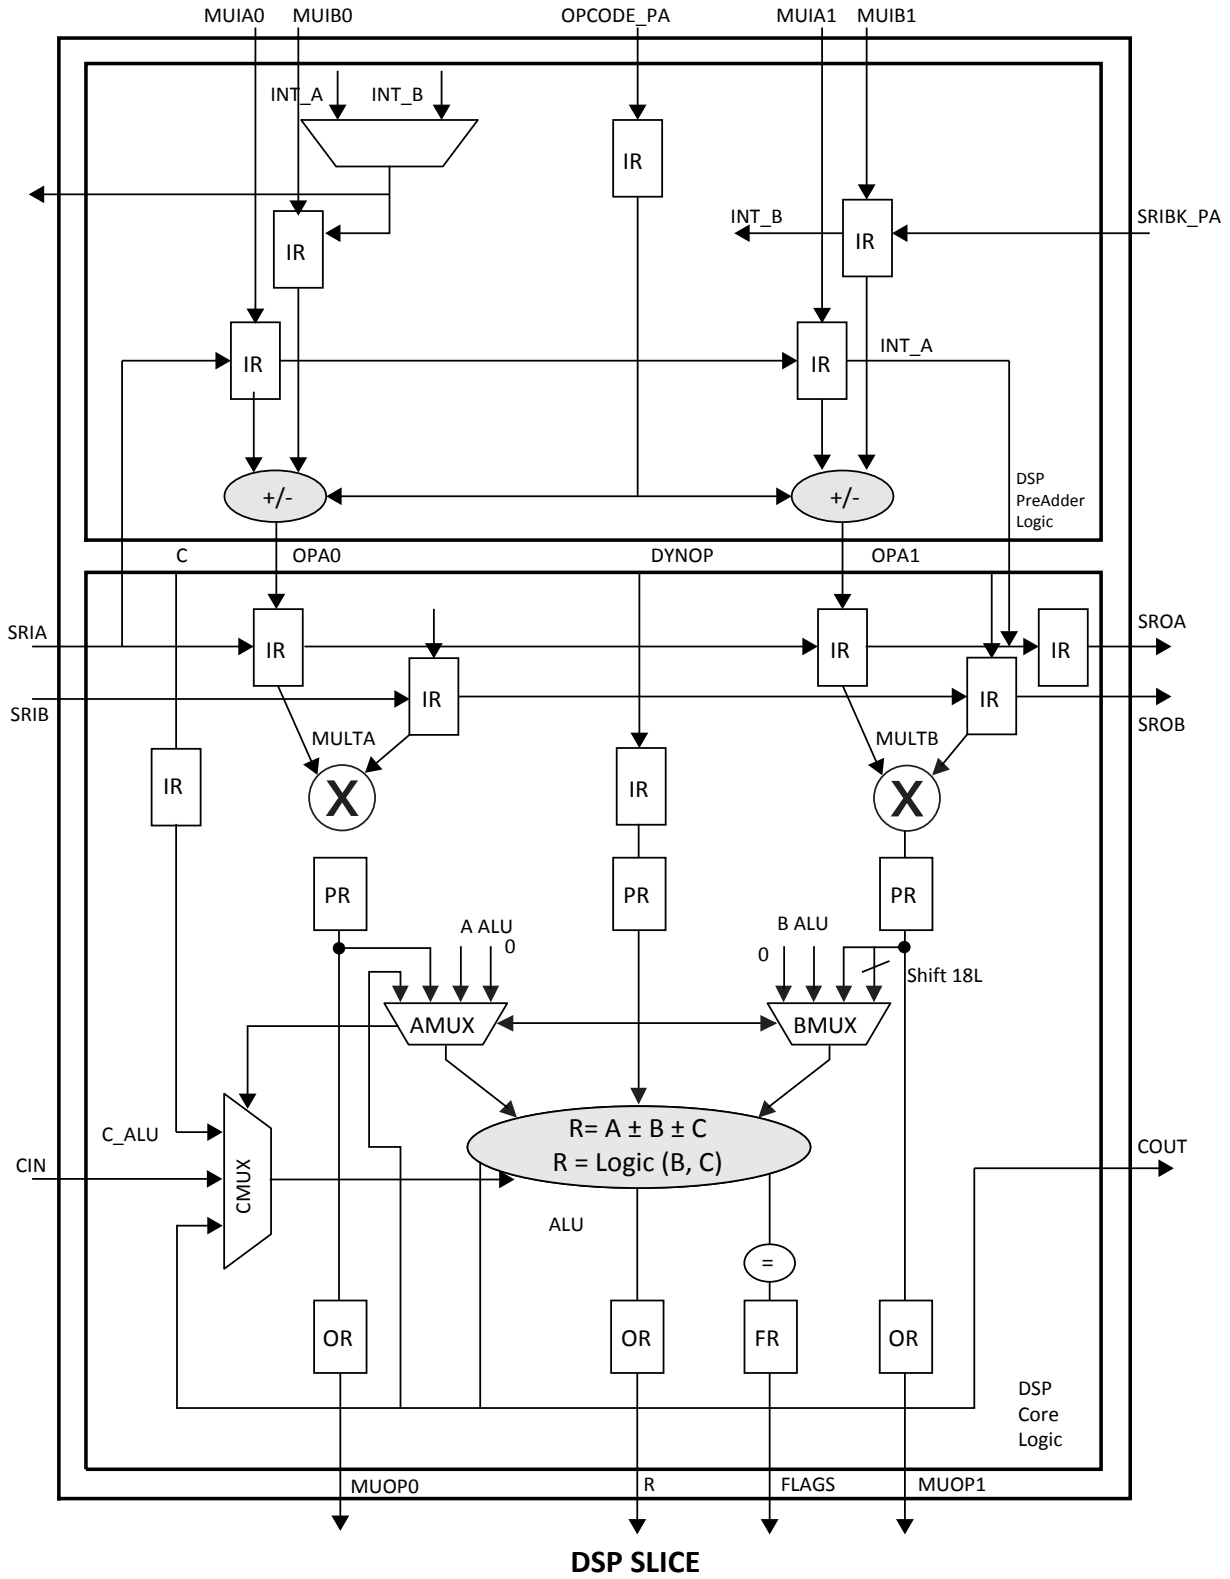 MUIA0
MUIB0
OPCODE_PA
MUIA1
MUIB1
INT_A
INT_B
IR
IR
INT_B
IR
SRIBK_PA
IR
IR
INT_A
+/-
+/-
DSP
PreAdder
Logic
C
OPA0
DYNOP
OPA1
SRIA
IR
IR
IR
SROA
SRIB
IR
IR
SROB
MULTA
MULTB
IR
X
IR
X
PR
PR
PR
A ALU
0
B ALU
0
Shift 18L
AMUX
BMUX
R= A ± B ± C
R = Logic (B, C)
C_ALU
CIN
CMUX
COUT
ALU
=
OR
OR
FR
OR
DSP
Core
Logic
MUOP0
R
FLAGS
MUOP1
DSP SLICE